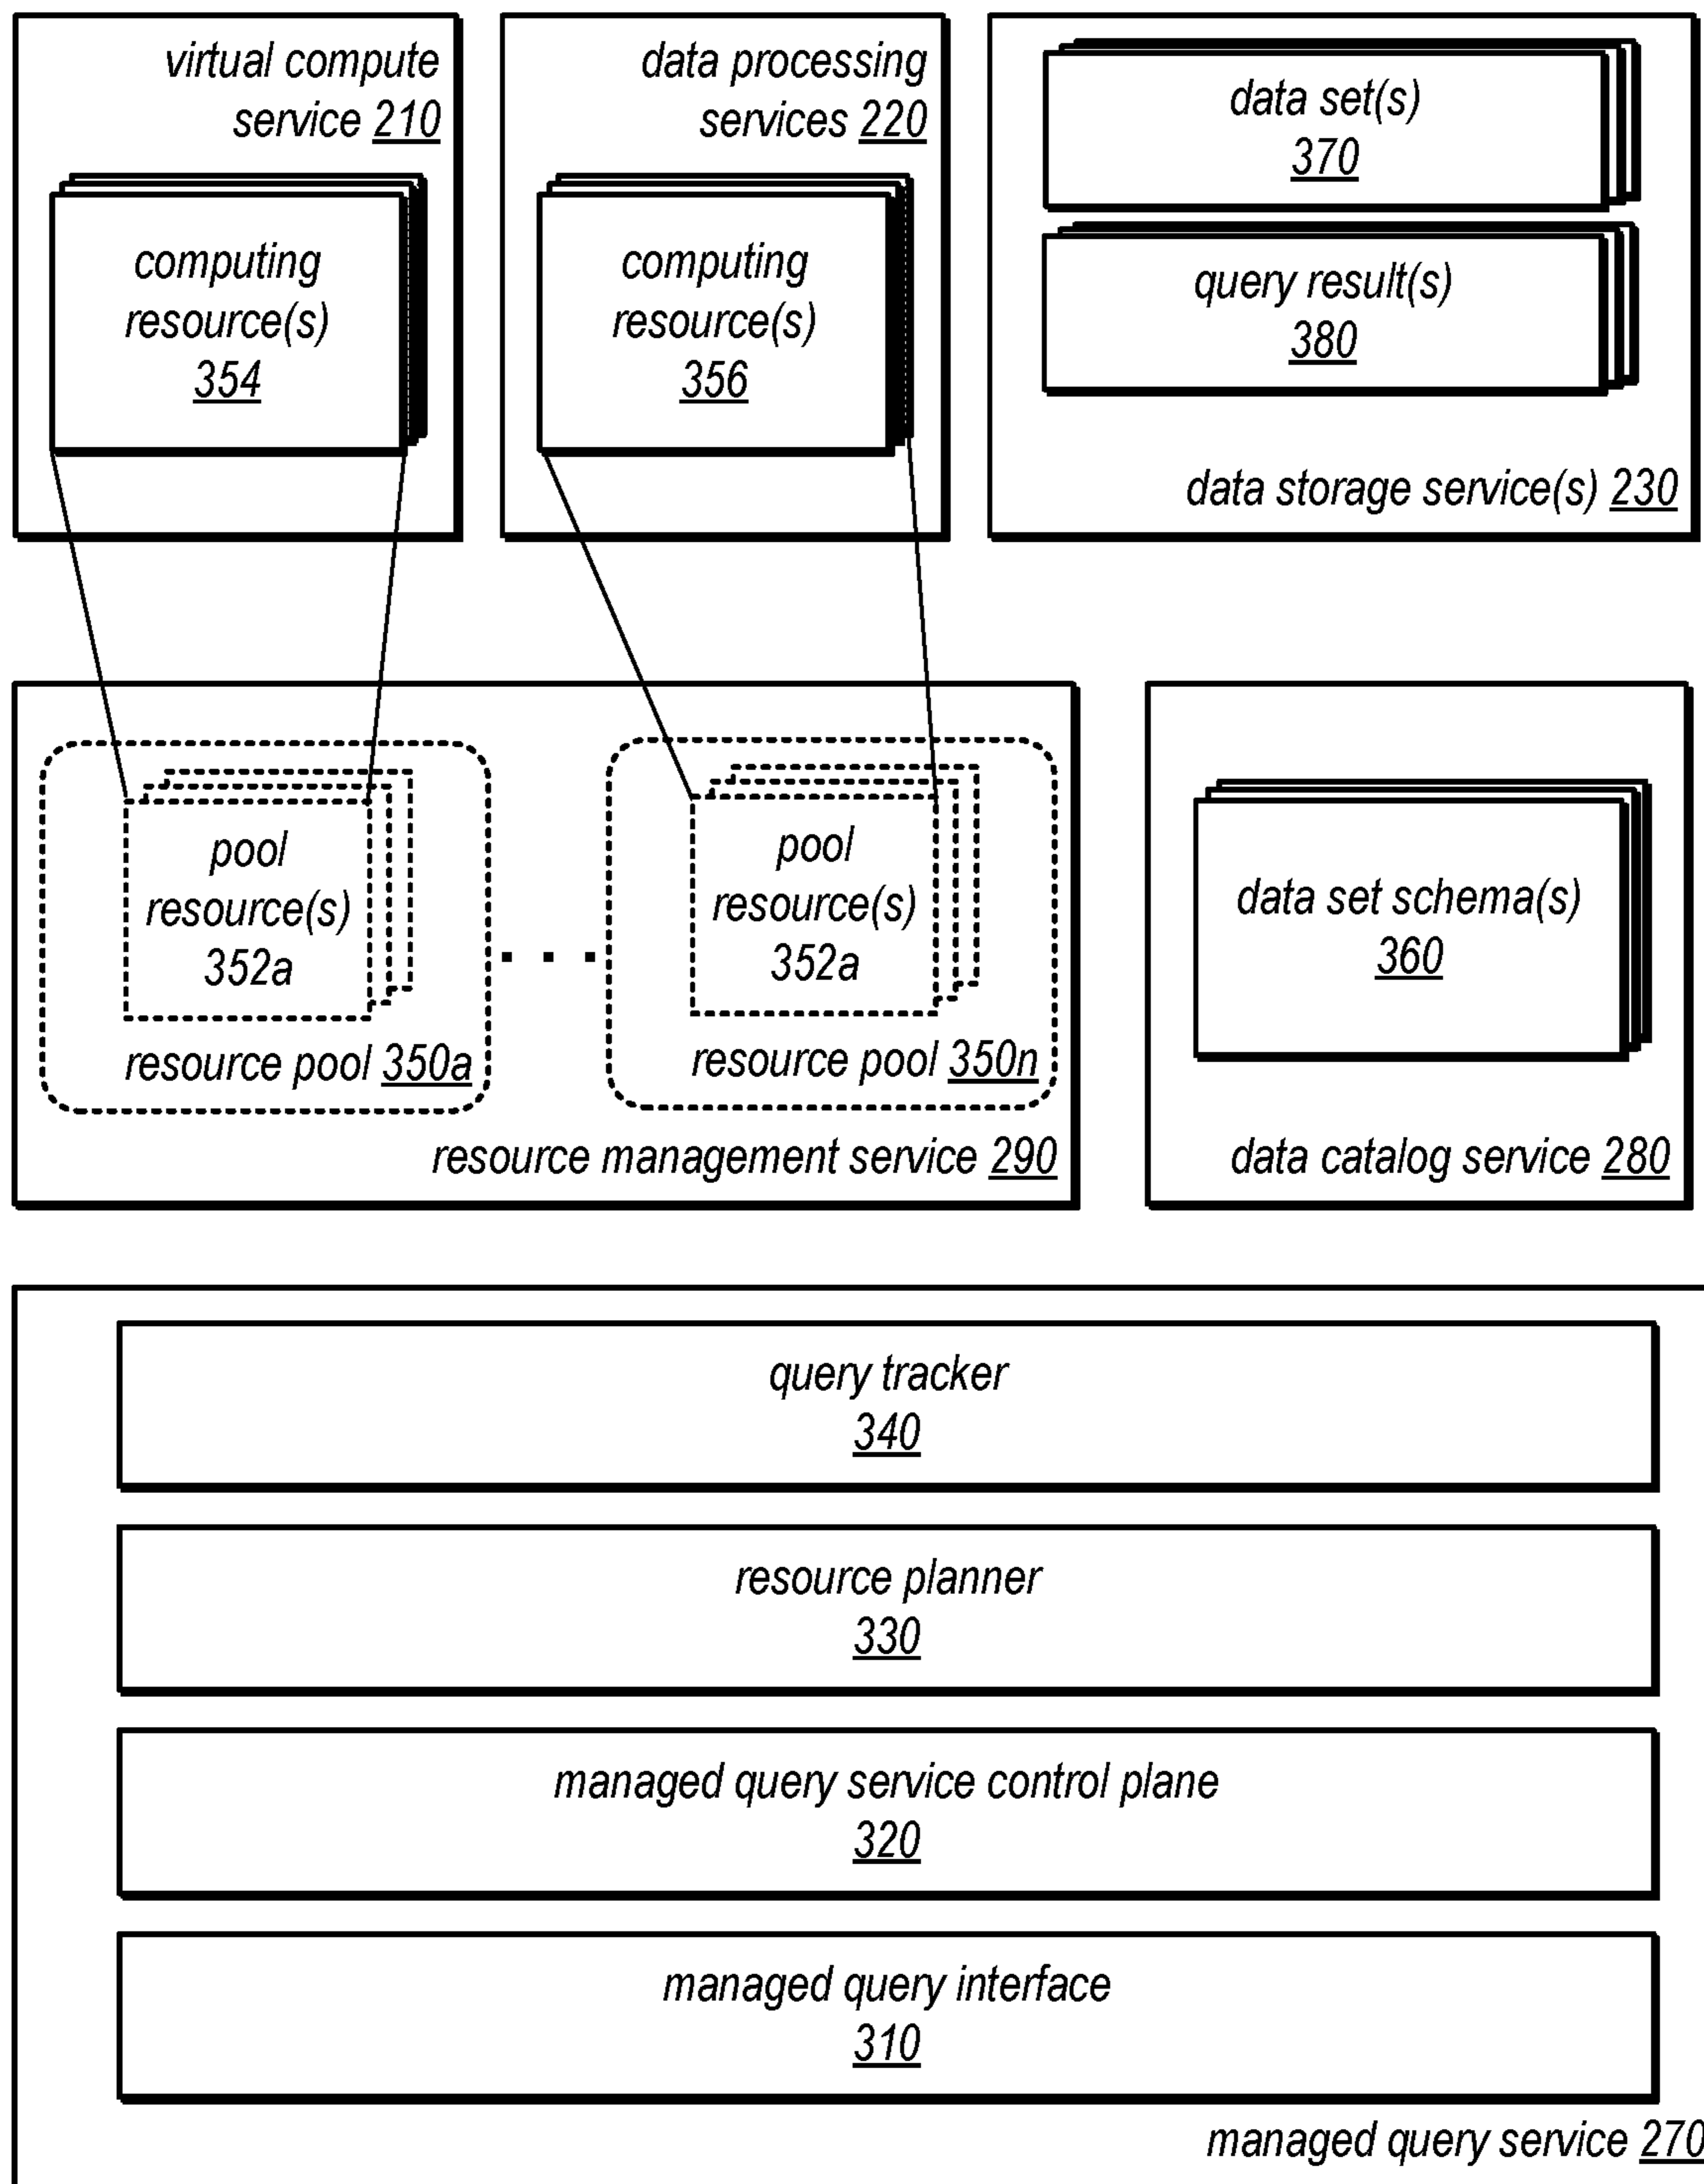 virtual compute
service 210
computing
resource(s)
354
data processing
services 220
computing
resource(s)
356
data set(s)
370
query result(s)
380
data storage service(s) 230
pool
resource(s)
352a
resource pool 350a
. . .
pool
resource(s)
352a
resource pool 350n
resource management service 290
data set schema(s)
360
data catalog service 280
query tracker
340
resource planner
330
managed query service control plane
320
managed query interface
310
managed query service 270